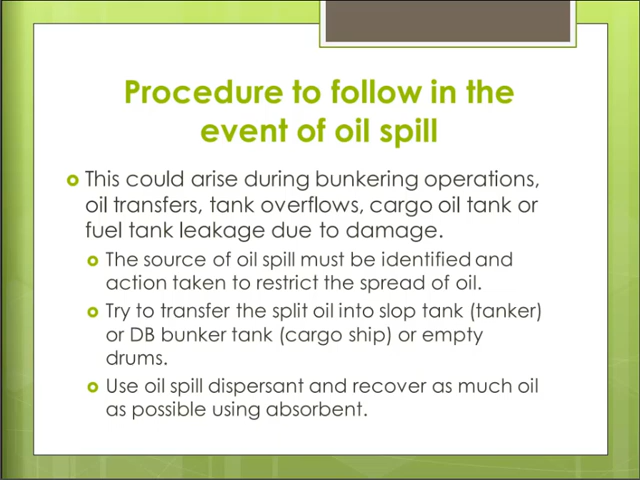 Procedure to follow in the
event of oil spill
This could arise during bunkering operations,
oil transfers, tank overflows, cargo oil tank or
fuel tank leakage due to damage.
The source of oil spill must be identified and
action taken to restrict the spread of oil.
Try to transfer the split oil into slop tank (tanker)
or DB bunker tank (cargo ship) or empty
drums.
Use oil spill dispersant and recover as much oil
as possible using absorbent.